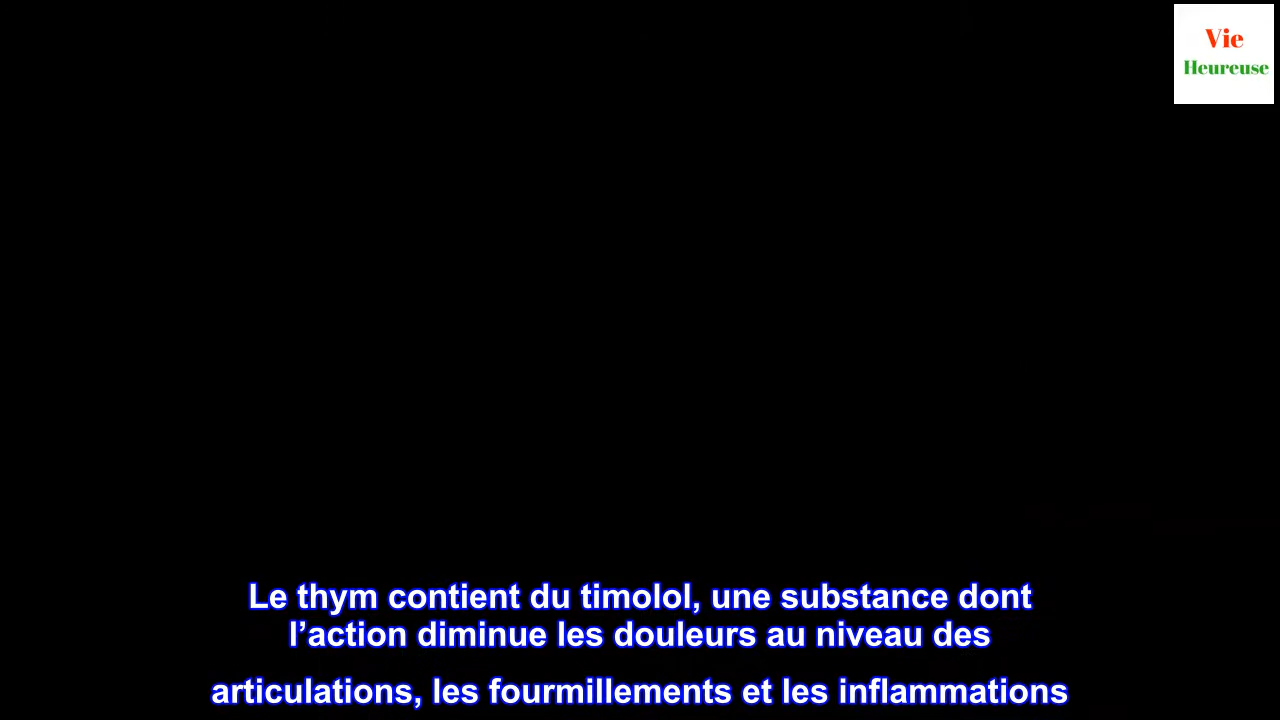 Vie
Heureuse
Le thym contient du timolol, une substance dont
l’action diminue les douleurs au niveau des
articulations, les fourmillements et les inflammations